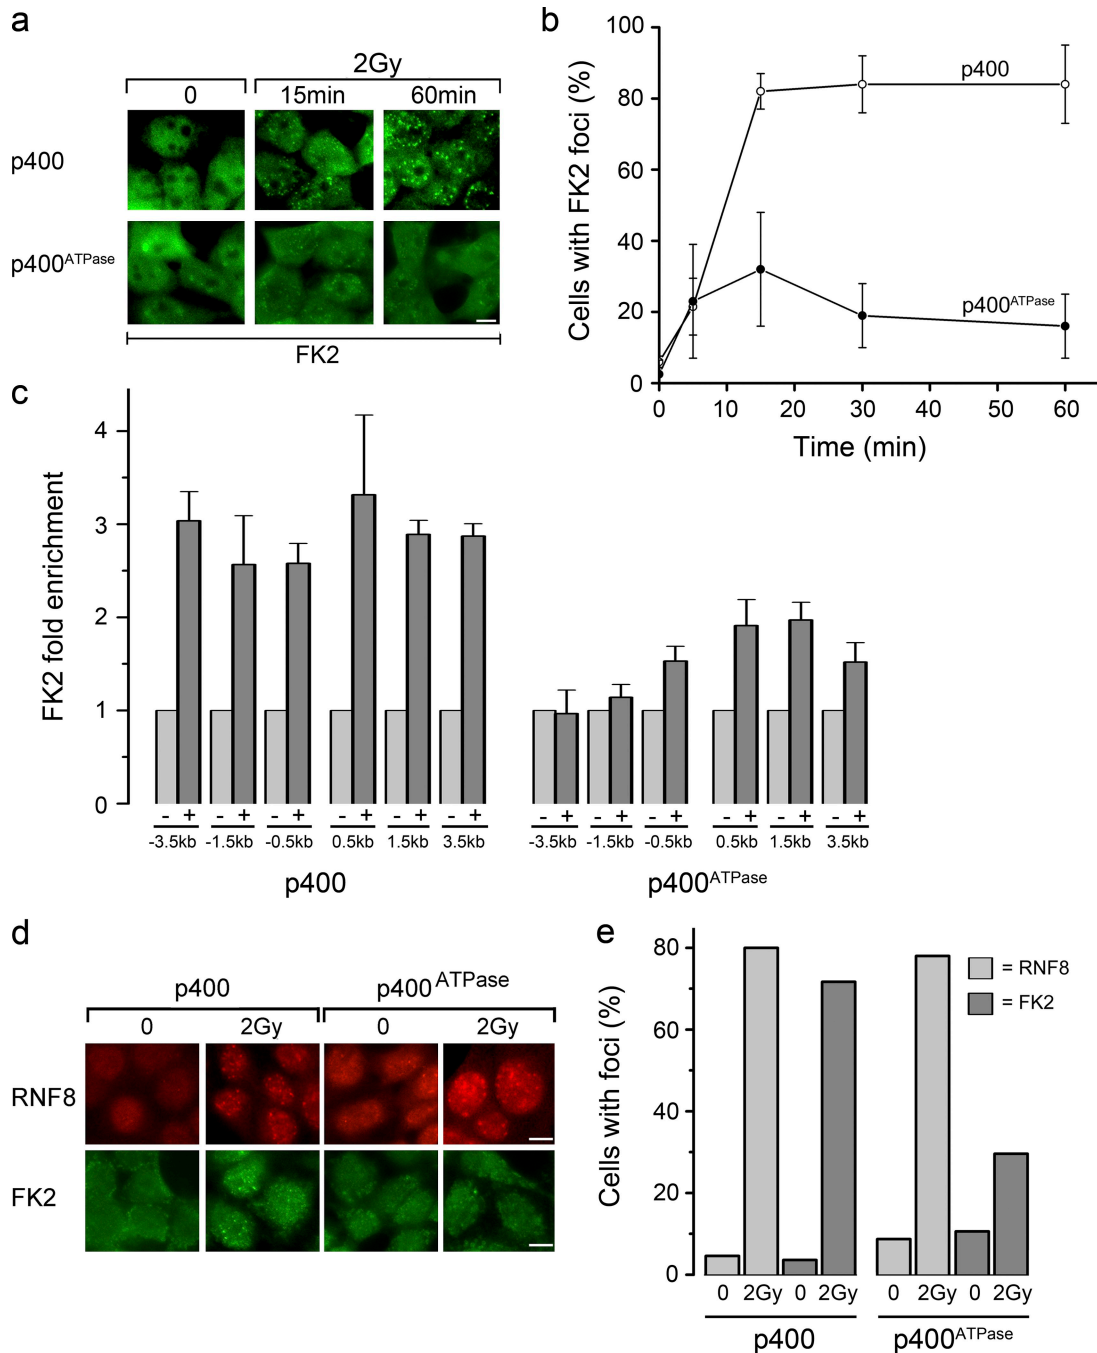 a
2Gy
0 15min 60min
p400
p400ATPase
FK2
b
Cells with FK2 foci (%)
100
80
60
40
20
0
p400
p400ATPase
0 10 20 30 40 50 60
Time (min)
c
FK2 fold enrichment
4
3
2
1
0
- + - + - + - + - + - + - + - + - + - + - + - +
-3.5kb -1.5kb -0.5kb 0.5kb 1.5kb 3.5kb -3.5kb -1.5kb -0.5kb 0.5kb 1.5kb 3.5kb
p400 p400ATPase
d
p400 p400ATPase
0 2Gy 0 2Gy
RNF8
FK2
e
Cells with foci (%)
80
60
40
20
0
= RNF8
= FK2
0 2Gy 0 2Gy 0 2Gy 0 2Gy
p400 p400ATPase